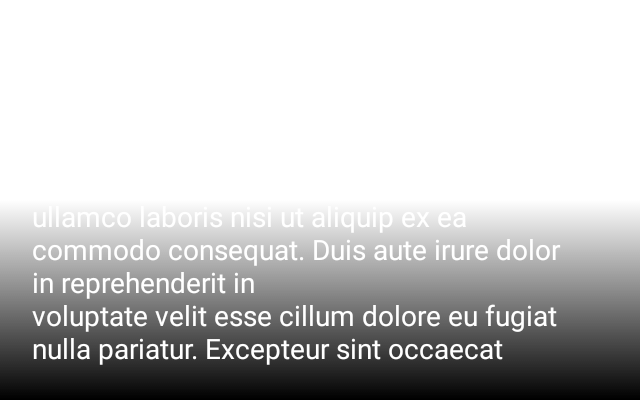 ullamco laboris nisi ut aliquip ex ea
commodo consequat. Duis aute irure dolor
in reprehenderit in
voluptate velit esse cillum dolore eu fugiat
nulla pariatur. Excepteur sint occaecat